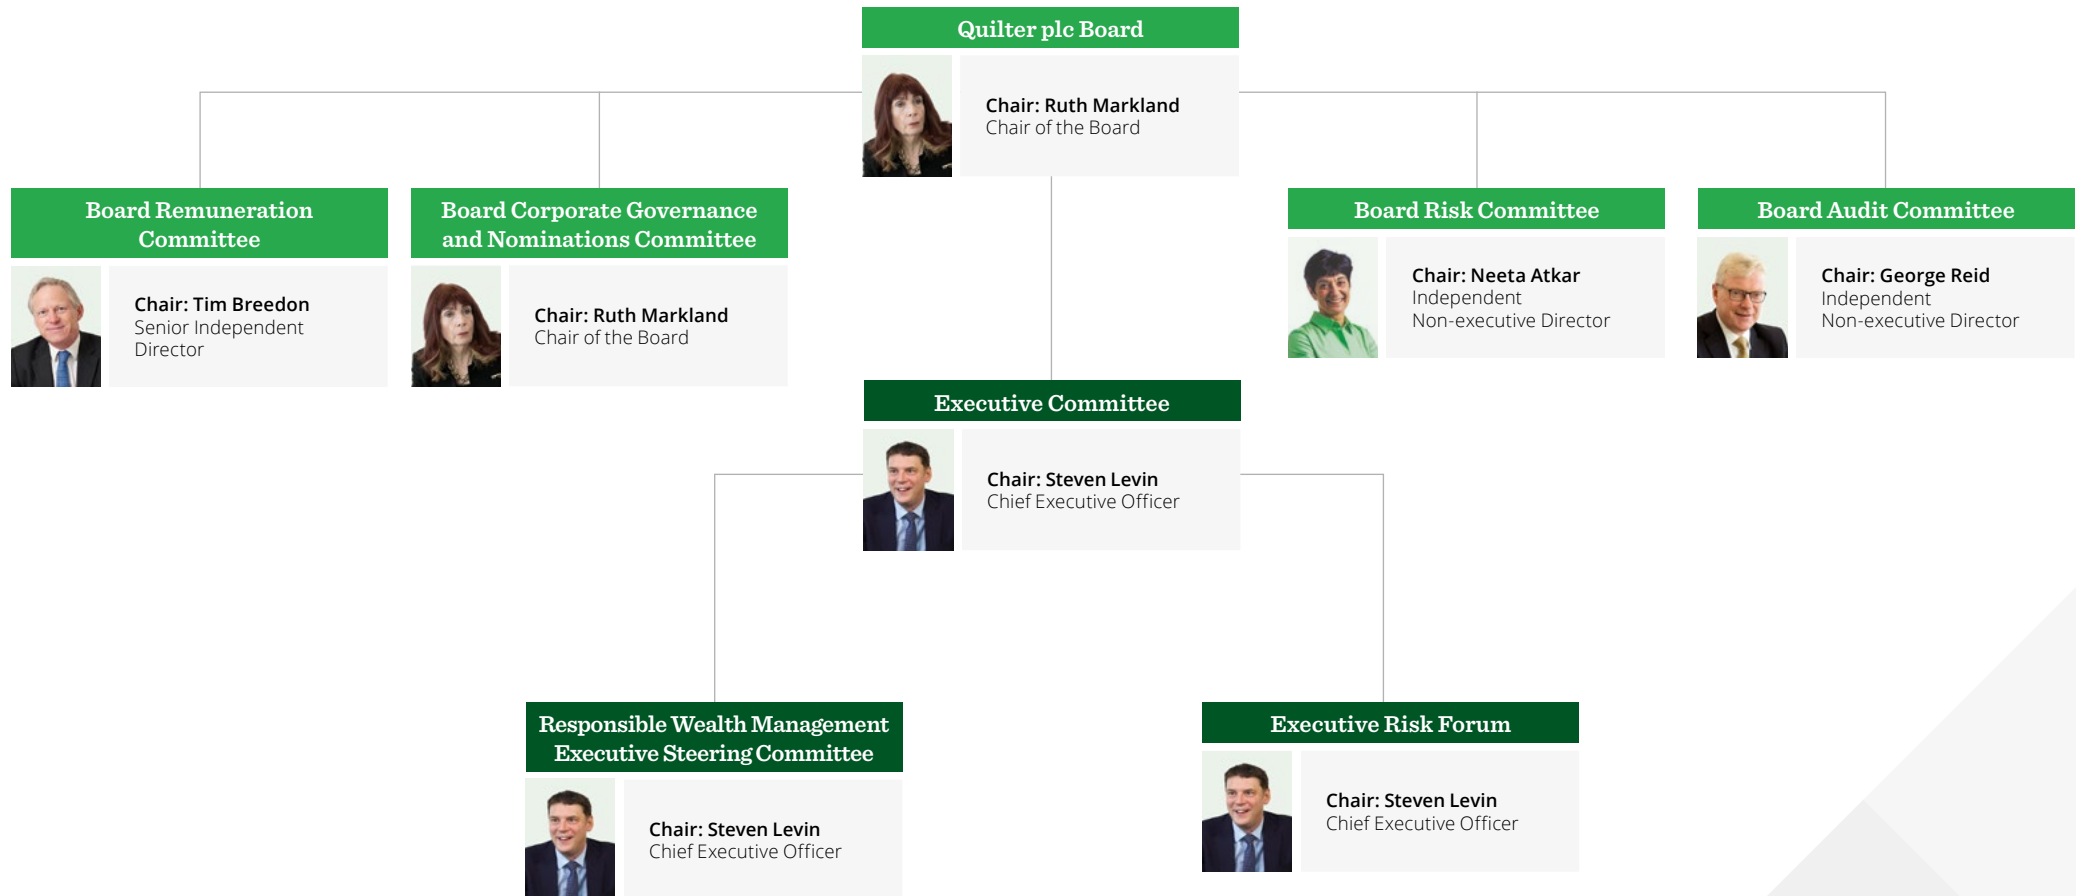 Quilter plc Board
Chair: Ruth Markland
Chair of the Board
Board Remuneration
Committee
Chair: Tim Breedon
Senior Independent
Director
Board Corporate Governance
and Nominations Committee
Chair: Ruth Markland
Chair of the Board
Board Risk Committee
Chair: Neeta Atkar
Independent
Non-executive Director
Board Audit Committee
Chair: George Reid
Independent
Non-executive Director
Executive Committee
Chair: Steven Levin
Chief Executive Officer
Responsible Wealth Management
Executive Steering Committee
Chair: Steven Levin
Chief Executive Officer
Executive Risk Forum
Chair: Steven Levin
Chief Executive Officer